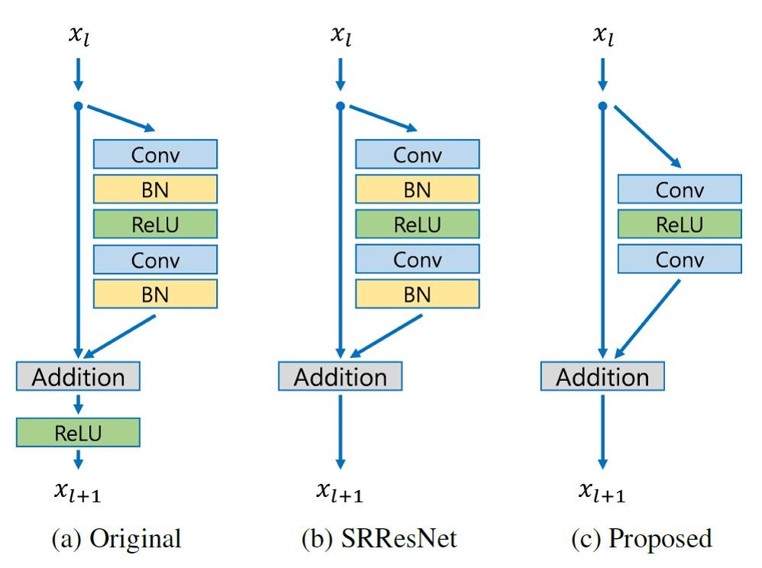 x_l
Conv
BN
ReLU
Conv
BN
Addition
ReLU
x_{l+1}
(a) Original
x_l
Conv
BN
ReLU
Conv
BN
Addition
x_{l+1}
(b) SRResNet
x_l
Conv
ReLU
Conv
Addition
x_{l+1}
(c) Proposed